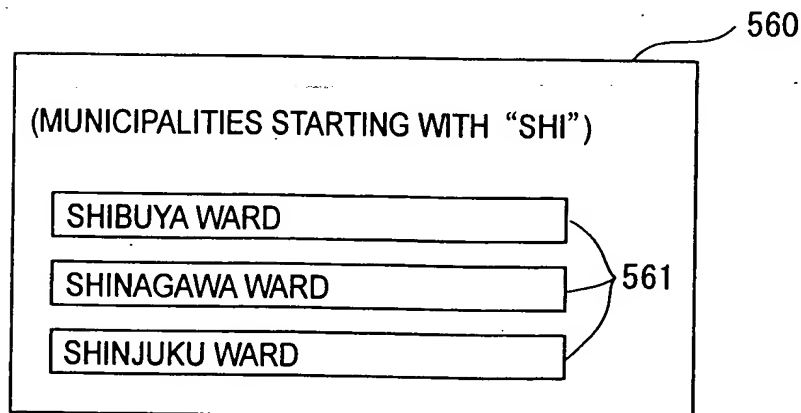 560
(MUNICIPALITIES STARTING WITH “SHI”)
SHIBUYA WARD
SHINAGAWA WARD
561
SHINJUKU WARD